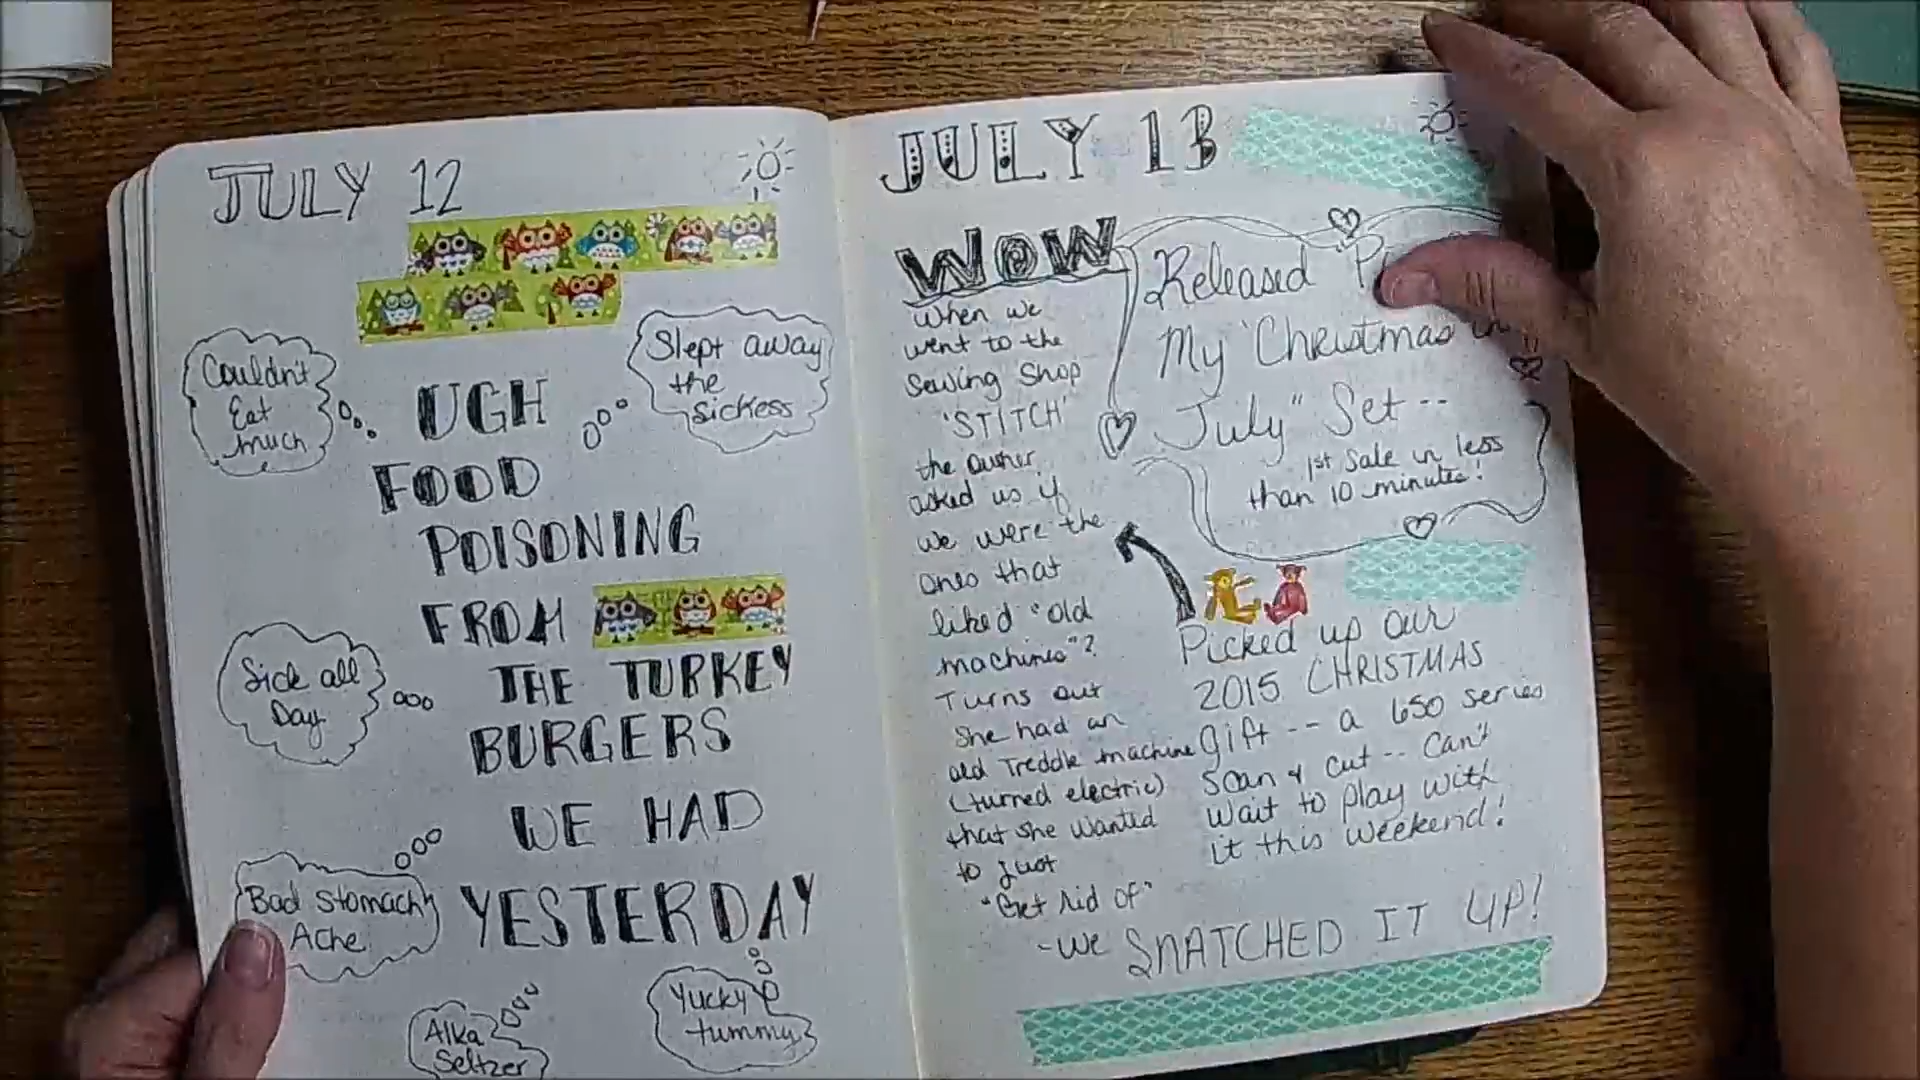 JULY 12
Couldn't
Eat
much
Slept away
the
Sickess
UGH
FOOD
POISONING
FROM
THE TURKEY
BURGERS
WE HAD
YESTERDAY
Sick all
Day
Bad Stomach
Ache
Alka
Seltzer
Yucky
tummy
JULY 13
WOW
When we
went to the
Sewing Shop
'STITCH'
the owner
asked us if
we were the
ones that
liked "old
machines"?
Turns out
She had an
old Treddle machine
(turned electric)
that she wanted
to just
"Get rid of"
-we SNATCHED IT UP!
Released
My 'Christmas in
July" Set --
1st Sale in less
than 10 minutes!
Picked up our
2015 CHRISTMAS
gift -- a 650 series
Scan & cut -- Can't
wait to play with
it this weekend!